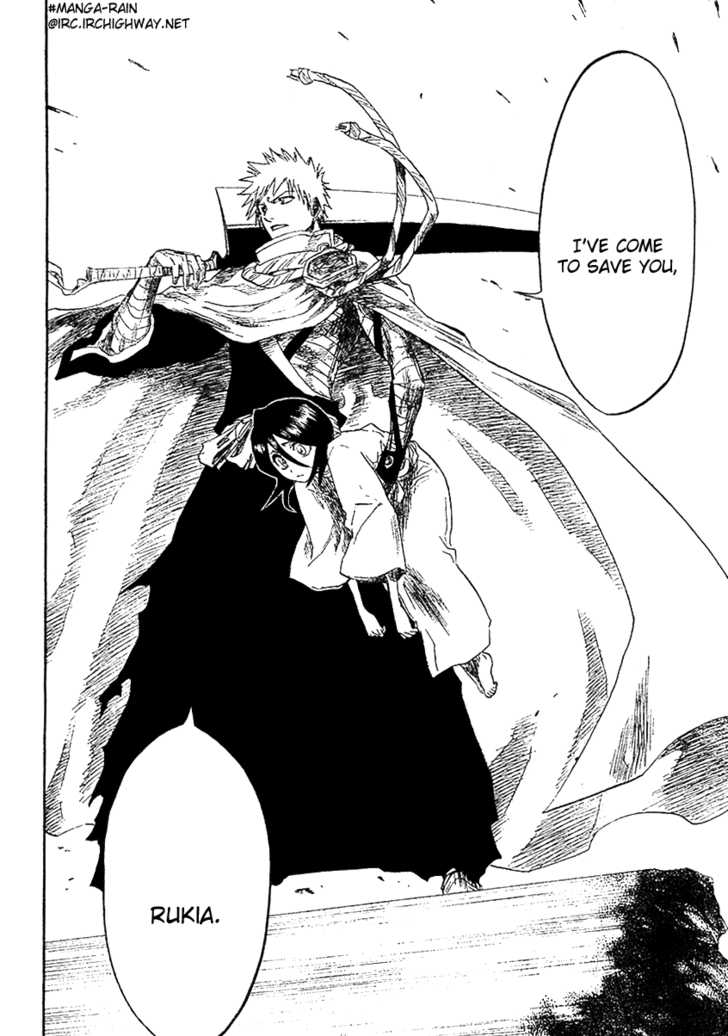 #MANGA-RAIN
@IRC.IRCHIGHWAY.NET
I'VE COME
TO SAVE YOU,
RUKIA.